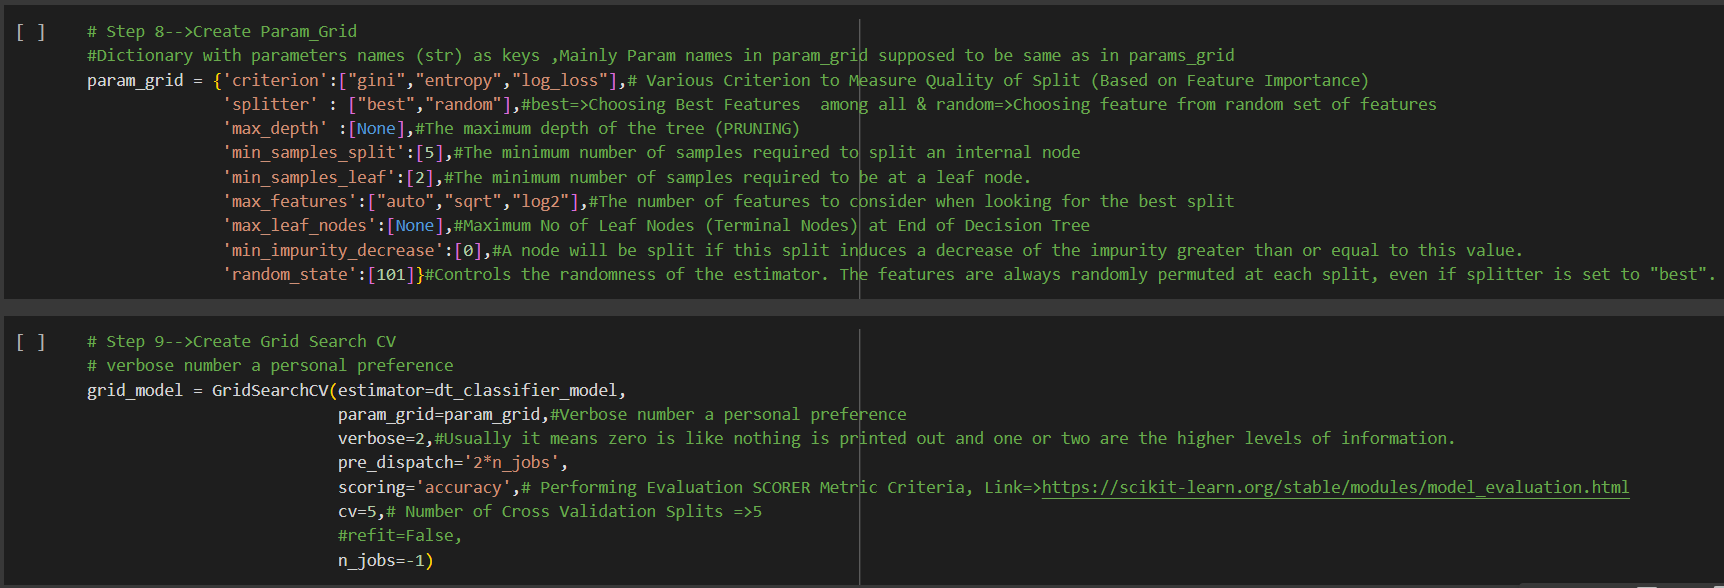 [ ] # Step 8-->Create Param_Grid
#Dictionary with parameters names (str) as keys ,Mainly Param names in param_grid supposed to be same as in params_grid
param_grid = {'criterion':["gini","entropy","log_loss"],# Various Criterion to Measure Quality of Split (Based on Feature Importance)
'splitter' : ["best","random"],#best=>Choosing Best Features  among all & random=>Choosing feature from random set of features
'max_depth' :[None],#The maximum depth of the tree (PRUNING)
'min_samples_split':[5],#The minimum number of samples required to split an internal node
'min_samples_leaf':[2],#The minimum number of samples required to be at a leaf node.
'max_features':["auto","sqrt","log2"],#The number of features to consider when looking for the best split
'max_leaf_nodes':[None],#Maximum No of Leaf Nodes (Terminal Nodes) at End of Decision Tree
'min_impurity_decrease':[0],#A node will be split if this split induces a decrease of the impurity greater than or equal to this value.
'random_state':[101]}#Controls the randomness of the estimator. The features are always randomly permuted at each split, even if splitter is set to "best".
[ ] # Step 9-->Create Grid Search CV
# verbose number a personal preference
grid_model = GridSearchCV(estimator=dt_classifier_model,
param_grid=param_grid,#Verbose number a personal preference
verbose=2,#Usually it means zero is like nothing is printed out and one or two are the higher levels of information.
pre_dispatch='2*n_jobs',
scoring='accuracy',# Performing Evaluation SCORER Metric Criteria, Link=>https://scikit-learn.org/stable/modules/model_evaluation.html
cv=5,# Number of Cross Validation Splits =>5
#refit=False,
n_jobs=-1)